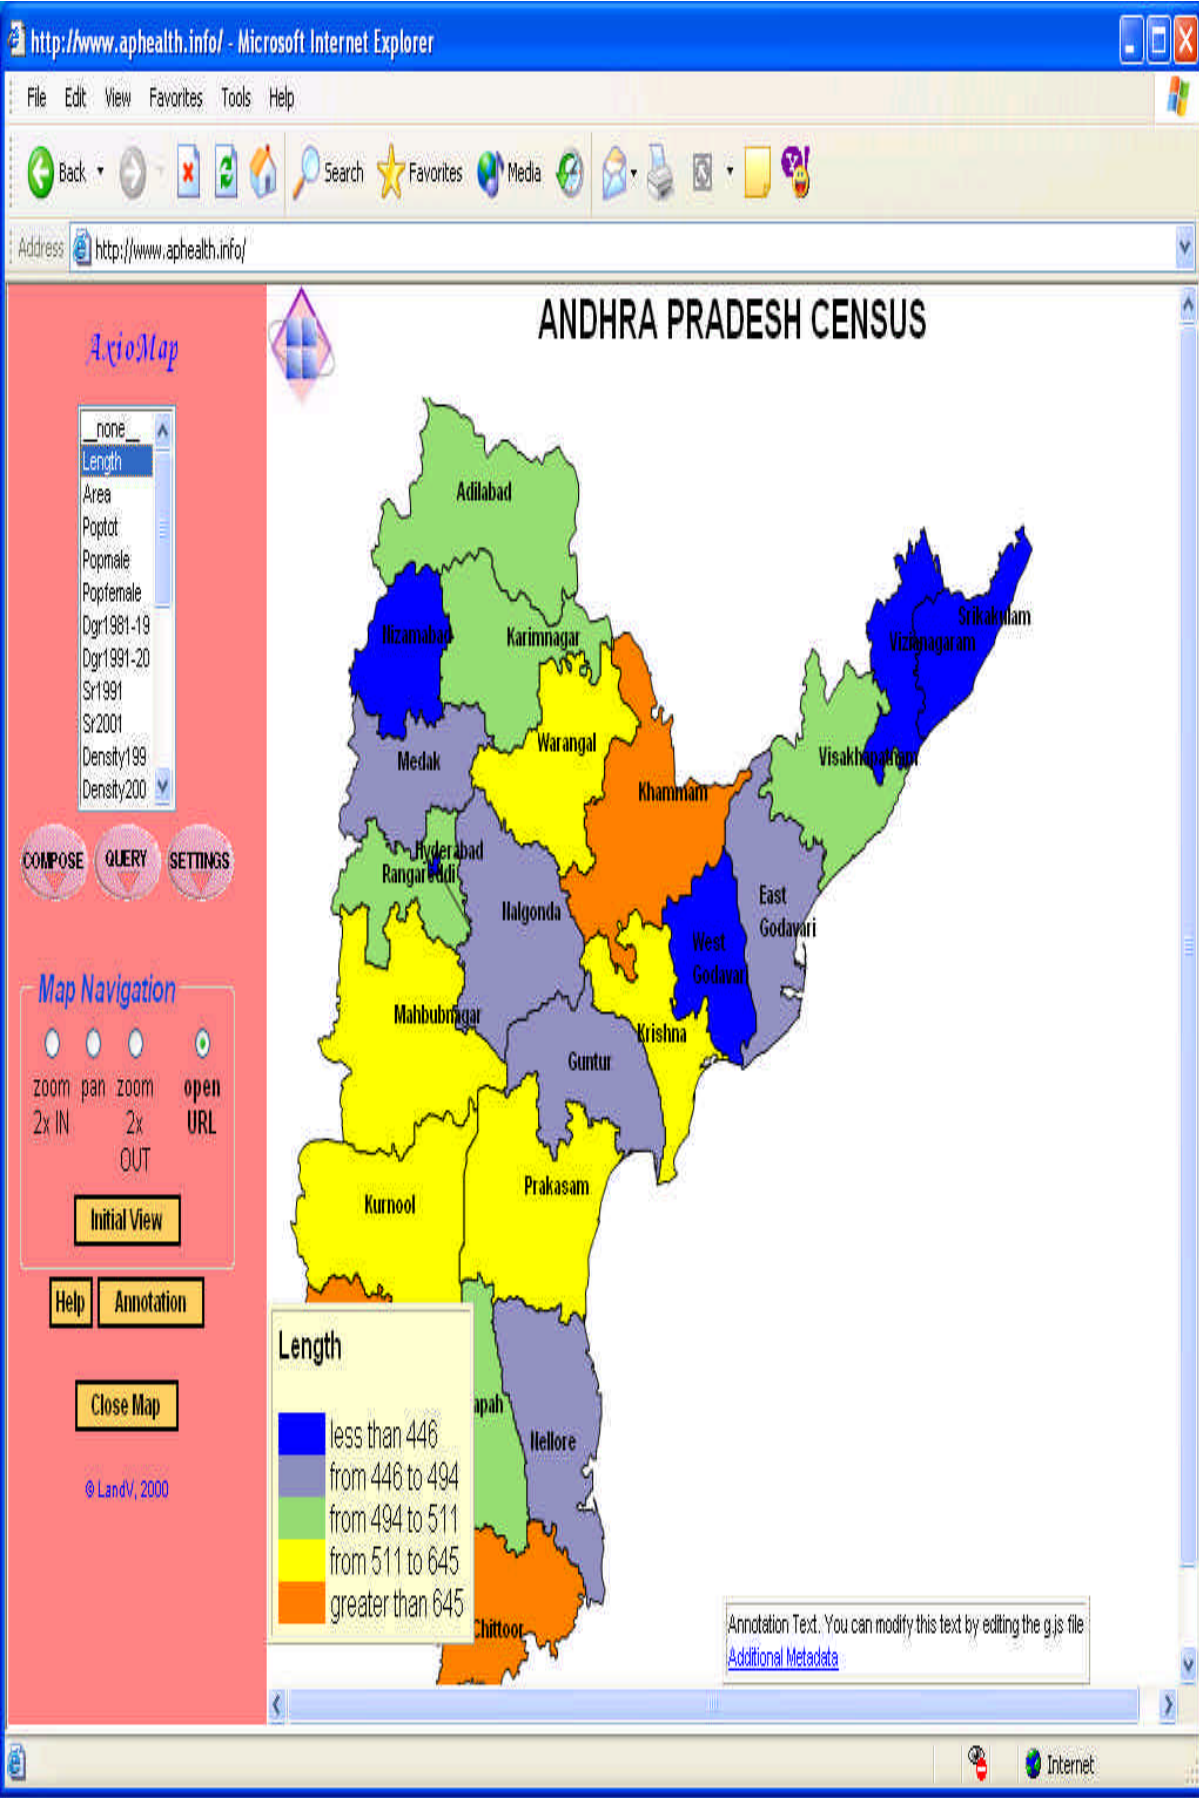 http://www.aphealth.info/ - Microsoft Internet Explorer
File Edit View Favorites Tools Help
Back Search Favorites Media
Address http://www.aphealth.info/
AxioMap
__none__
Length
Area
Poptot
Popmale
Popfemale
Dgr1981-19
Dgr1991-20
Sr1991
Sr2001
Density199
Density200
COMPOSE QUERY SETTINGS
Map Navigation
zoom 2x IN
pan
zoom 2x OUT
open URL
Initial View
Help Annotation
Close Map
© LandV, 2000
ANDHRA PRADESH CENSUS
Adilabad
Nizamabad
Karimnagar
Srikakulam
Vizianagaram
Warangal
Medak
Visakhapatnam
Khammam
Hyderabad
Rangareddi
Nalgonda
East
Godavari
West
Godavari
Mahbubnagar
Krishna
Guntur
Prakasam
Kurnool
apah
Nellore
Chittoor
Length
less than 446
from 446 to 494
from 494 to 511
from 511 to 645
greater than 645
Annotation Text. You can modify this text by editing the g.js file
Additional Metadata
Internet